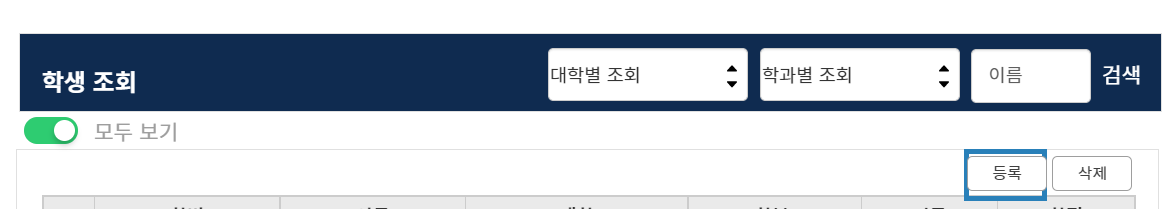 학생 조회
대학별 조회
학과별 조회
이름
검색
모두 보기
등록
삭제